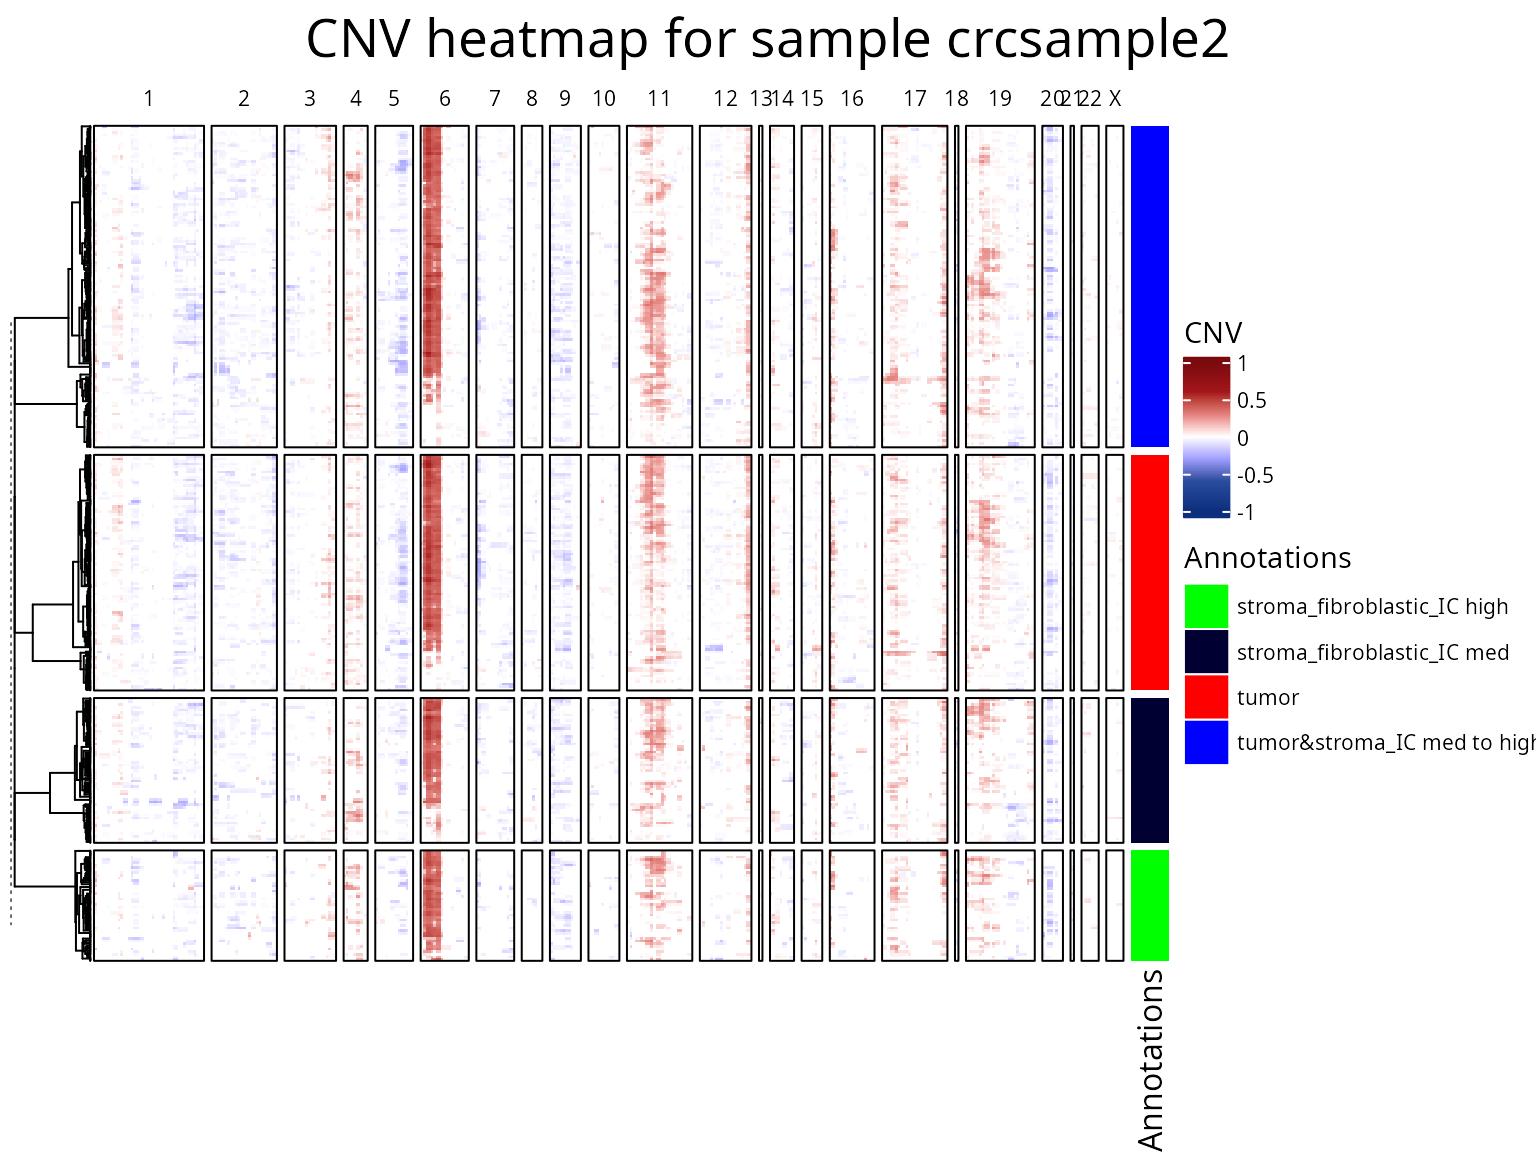 CNV heatmap for sample crcsample2
1 2 3 4 5 6 7 8 9 10 11 12 13 14 15 16 17 18 19 20 21 22 X
CNV
1
0.5
0
-0.5
-1
Annotations
stroma_fibroblastic_IC high
stroma_fibroblastic_IC med
tumor
tumor&stroma_IC med to high
Annotations